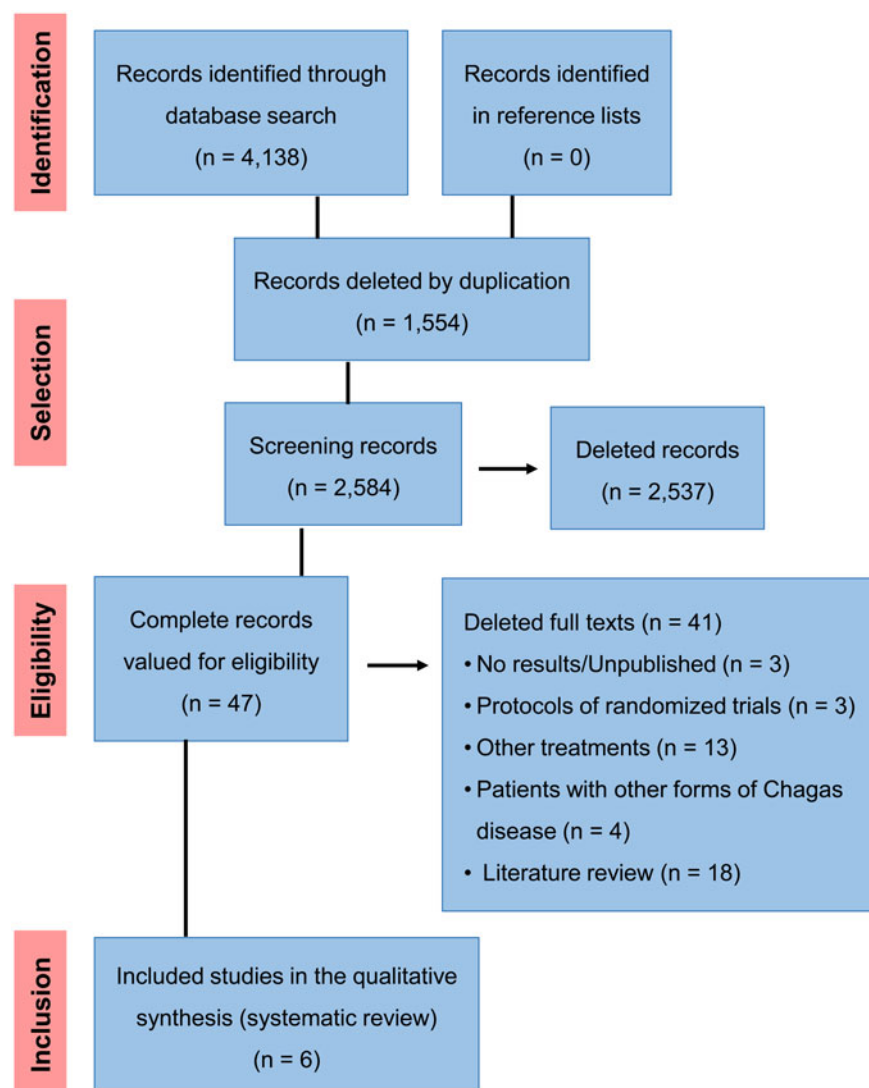 Identification
Records identified through
database search
(n = 4,138)
Records identified
in reference lists
(n = 0)
Records deleted by duplication
(n = 1,554)
Selection
Screening records
(n = 2,584)
Deleted records
(n = 2,537)
Eligibility
Complete records
valued for eligibility
(n = 47)
Deleted full texts (n = 41)
• No results/Unpublished (n = 3)
• Protocols of randomized trials (n = 3)
• Other treatments (n = 13)
• Patients with other forms of Chagas
disease (n = 4)
• Literature review (n = 18)
Inclusion
Included studies in the qualitative
synthesis (systematic review)
(n = 6)